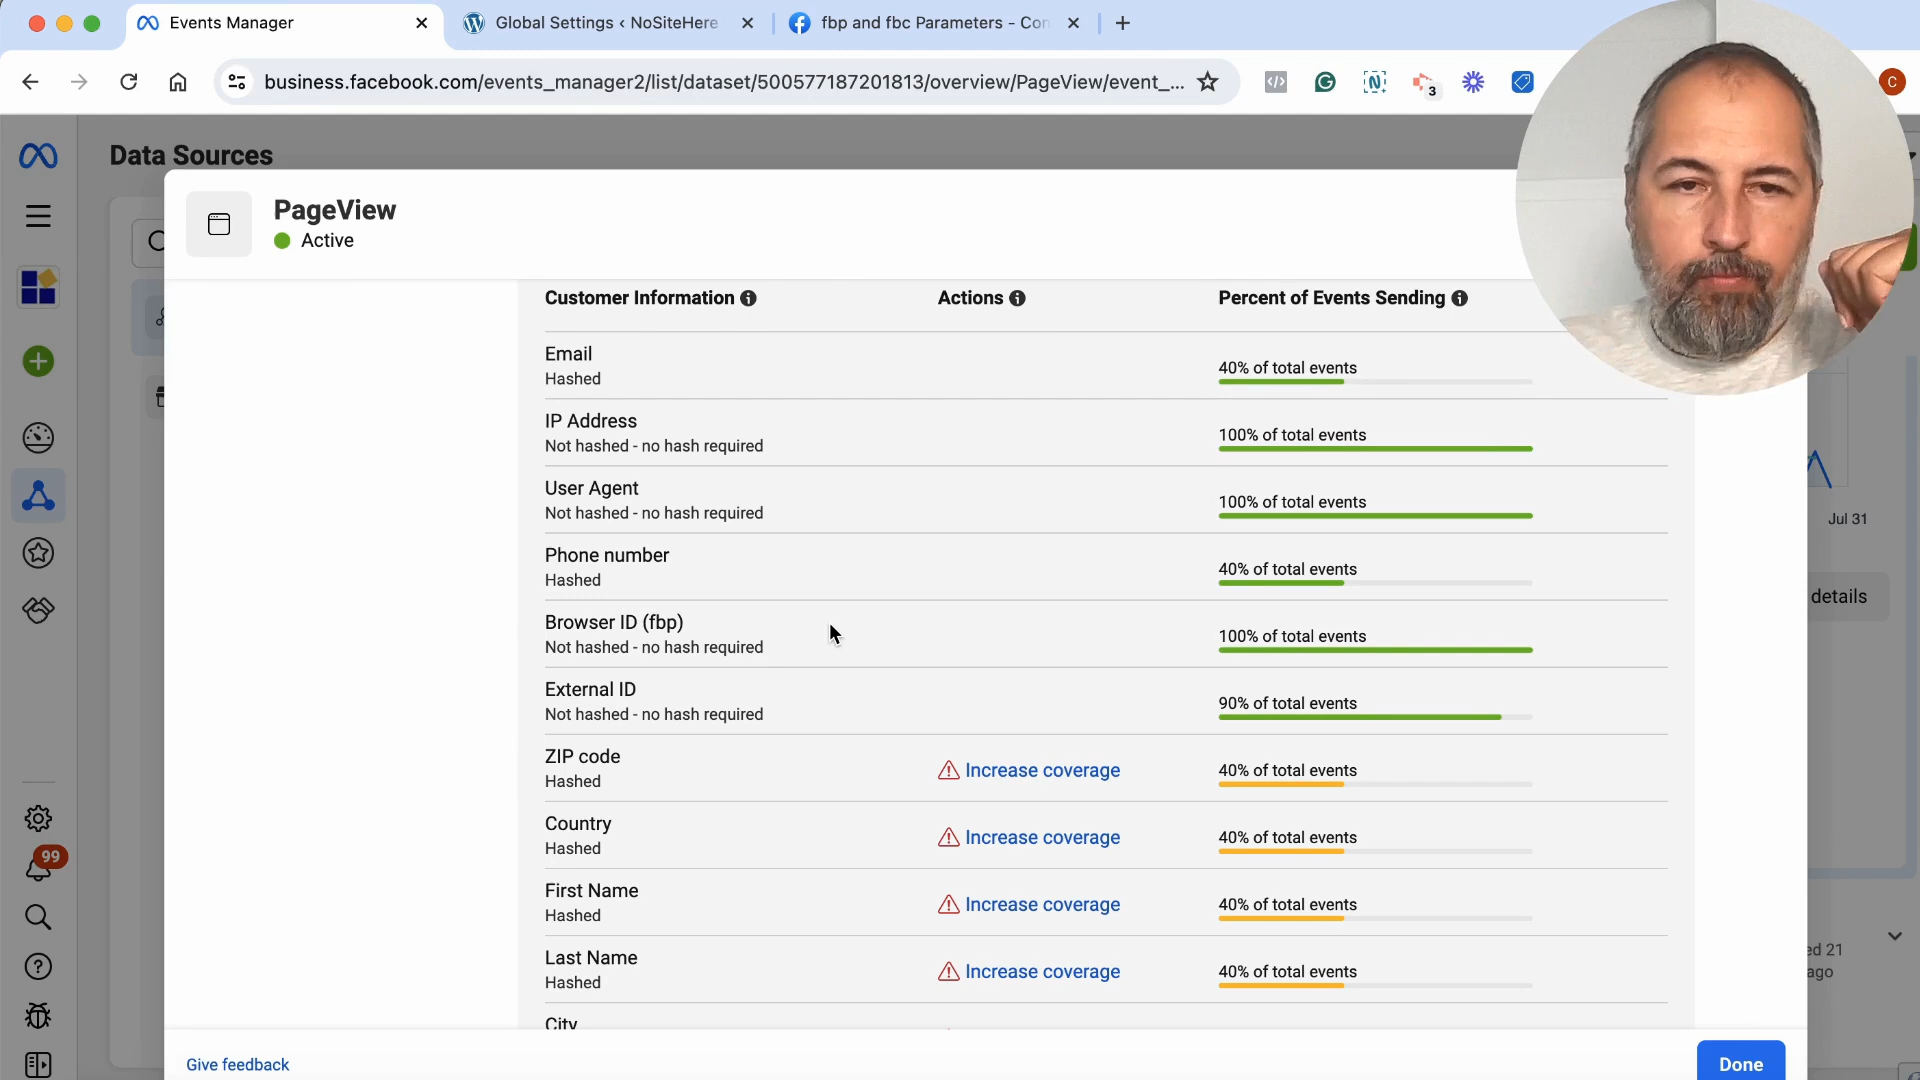 Events Manager
Global Settings ‹ NoSiteHere
fbp and fbc Parameters - Con
business.facebook.com/events_manager2/list/dataset/500577187201813/overview/PageView/event_...
3
C
Data Sources
PageView
Active
Customer Information
Actions
Percent of Events Sending
Email
Hashed
40% of total events
IP Address
Not hashed - no hash required
100% of total events
User Agent
Not hashed - no hash required
100% of total events
Phone number
Hashed
40% of total events
Browser ID (fbp)
Not hashed - no hash required
100% of total events
External ID
Not hashed - no hash required
90% of total events
ZIP code
Hashed
Increase coverage
40% of total events
Country
Hashed
Increase coverage
40% of total events
First Name
Hashed
Increase coverage
40% of total events
Last Name
Hashed
Increase coverage
40% of total events
City
Jul 31
details
ed 21
ago
99
Give feedback
Done